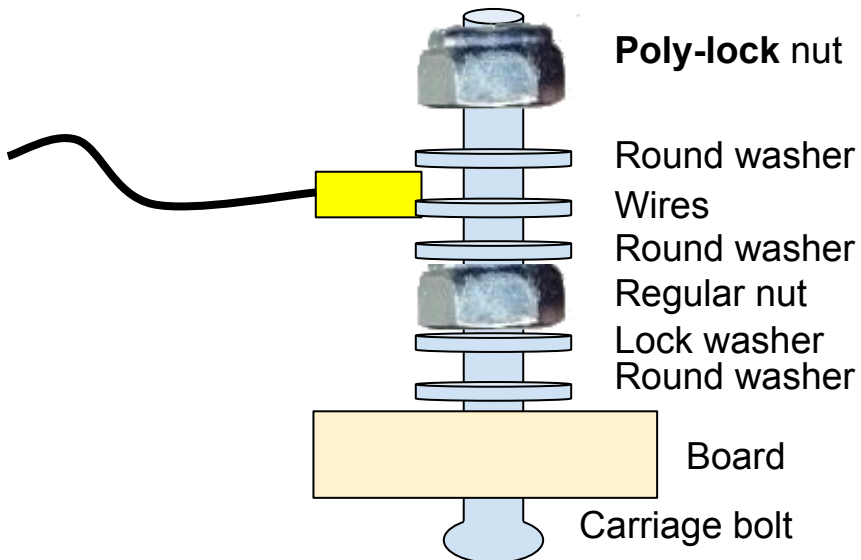 Poly-lock nut
Round washer
Wires
Round washer
Regular nut
Lock washer
Round washer
Board
Carriage bolt